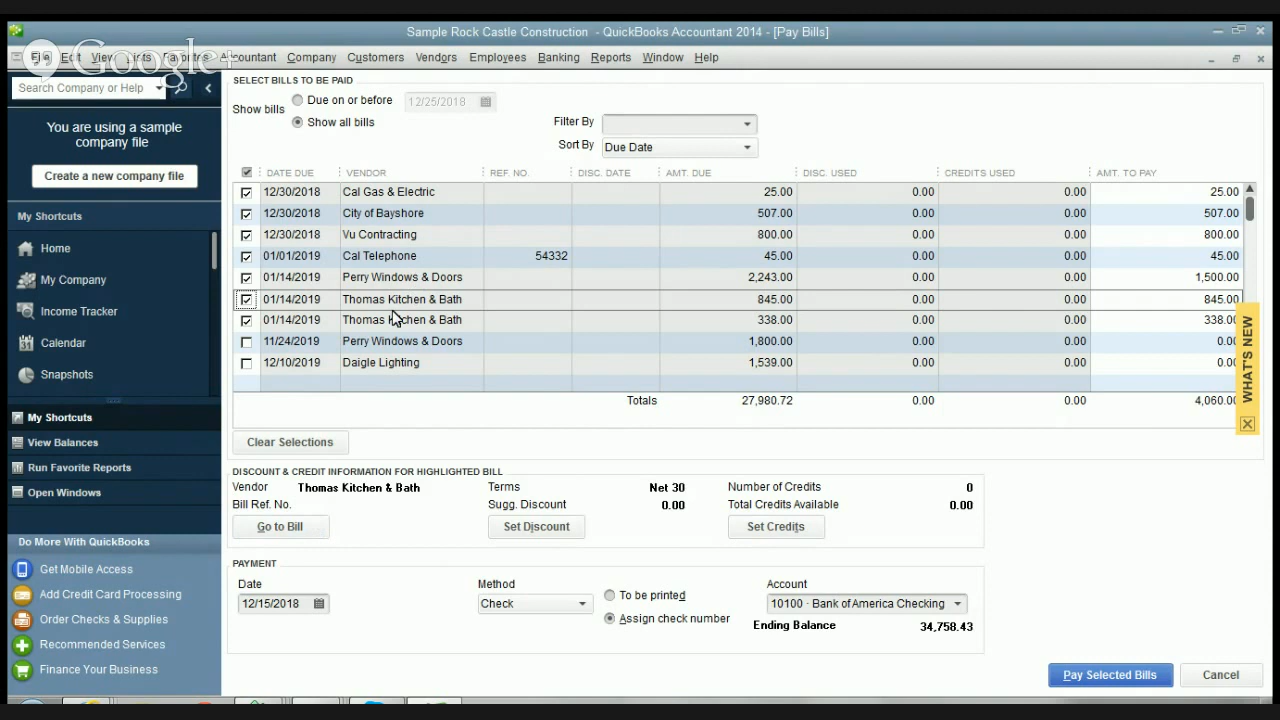 Sample Rock Castle Construction - QuickBooks Accountant 2014 - [Pay Bills]
File Edit View Lists Favorites Accountant Company Customers Vendors Employees Banking Reports Window Help
Google+
Search Company or Help
You are using a sample
company file
Create a new company file
My Shortcuts
Home
My Company
Income Tracker
Calendar
Snapshots
My Shortcuts
View Balances
Run Favorite Reports
Open Windows
Do More With QuickBooks
Get Mobile Access
Add Credit Card Processing
Order Checks & Supplies
Recommended Services
Finance Your Business
SELECT BILLS TO BE PAID
Show bills
Due on or before 12/25/2018
Show all bills
Filter By
Sort By Due Date
DATE DUE VENDOR REF. NO. DISC. DATE AMT. DUE DISC. USED CREDITS USED AMT. TO PAY
12/30/2018 Cal Gas & Electric 25.00 0.00 0.00 25.00
12/30/2018 City of Bayshore 507.00 0.00 0.00 507.00
12/30/2018 Vu Contracting 800.00 0.00 0.00 800.00
01/01/2019 Cal Telephone 54332 45.00 0.00 0.00 45.00
01/14/2019 Perry Windows & Doors 2,243.00 0.00 0.00 1,500.00
01/14/2019 Thomas Kitchen & Bath 845.00 0.00 0.00 845.00
01/14/2019 Thomas Kitchen & Bath 338.00 0.00 0.00 338.00
11/24/2019 Perry Windows & Doors 1,800.00 0.00 0.00 0.00
12/10/2019 Daigle Lighting 1,539.00 0.00 0.00 0.00
Totals 27,980.72 0.00 0.00 4,060.00
WHAT'S NEW
Clear Selections
DISCOUNT & CREDIT INFORMATION FOR HIGHLIGHTED BILL
Vendor Thomas Kitchen & Bath Terms Net 30 Number of Credits 0
Bill Ref. No. Sugg. Discount 0.00 Total Credits Available 0.00
Go to Bill Set Discount Set Credits
PAYMENT
Date Method Account
12/15/2018 Check To be printed 10100 · Bank of America Checking
Assign check number Ending Balance 34,758.43
Pay Selected Bills Cancel